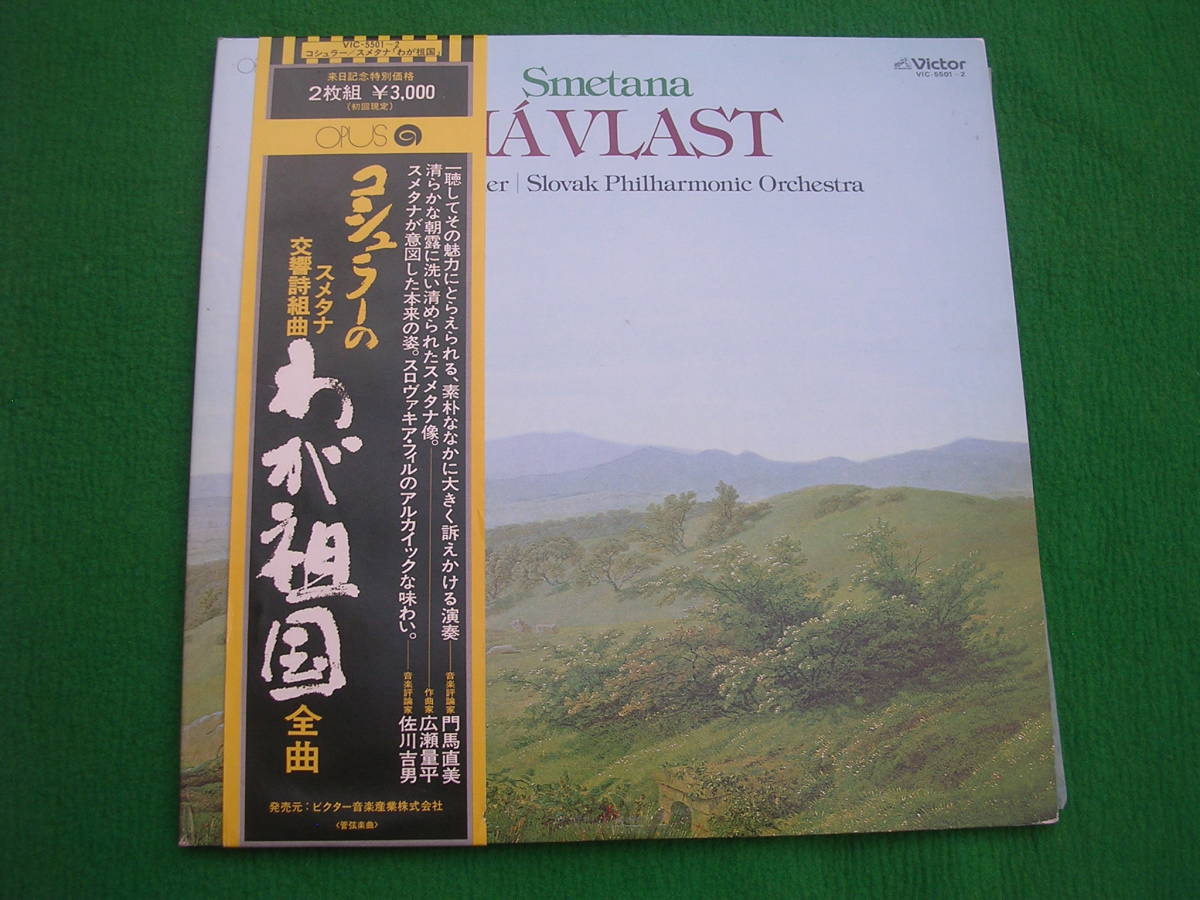 VIC-5501~2
コシュラー/スメタナ「わが祖国」
来日記念特別価格
2枚組 ¥3,000
(初回限定)
OPUS
コシュラーの
スメタナ
交響詩組曲
わが祖国
全曲
一聴してその魅力にとらえられる、素朴ななかに大きく訴えかける演奏——音楽評論家 門馬直美
清らかな朝露に洗い清められたスメタナ像。——作曲家 広瀬量平
スメタナが意図した本来の姿。スロヴァキア・フィルのアルカイックな味わい。——音楽評論家 佐川吉男
発売元:ビクター音楽産業株式会社
〈管弦楽曲〉
Smetana
MÁ VLAST
er | Slovak Philharmonic Orchestra
Victor
VIC-5501~2